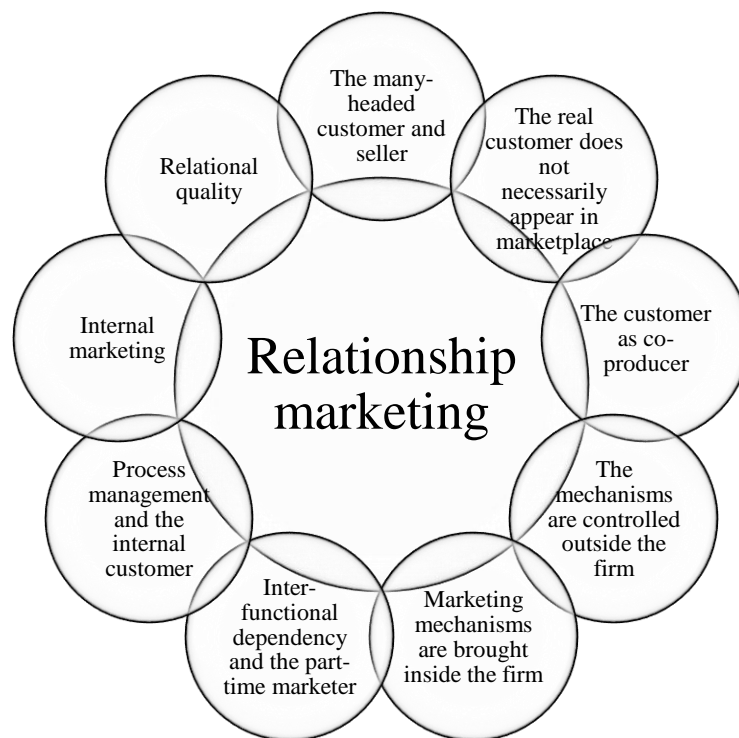 The many-
headed
customer and
seller
The real
customer does
not
necessarily
appear in
marketplace
The customer
as co-
producer
The
mechanisms
are controlled
outside the
firm
Marketing
mechanisms
are brought
inside the firm
Inter-
functional
dependency
and the part-
time marketer
Process
management
and the
internal
customer
Internal
marketing
Relational
quality
Relationship
marketing